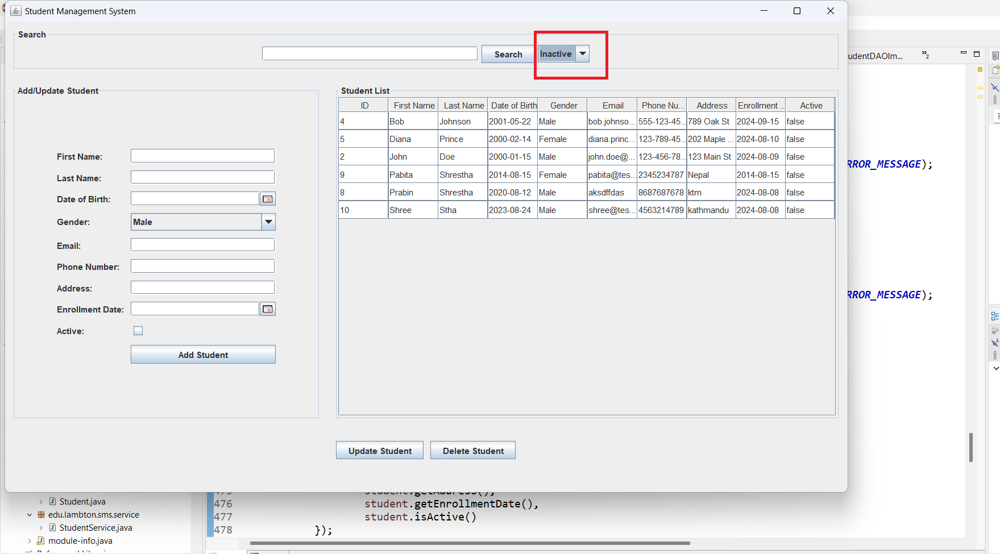 Student Management System
Search
Search Inactive
Add/Update Student
First Name:
Last Name:
Date of Birth:
Gender: Male
Email:
Phone Number:
Address:
Enrollment Date:
Active:
Add Student
Student List
ID First Name Last Name Date of Birth Gender Email Phone Nu... Address Enrollment .. Active
4 Bob Johnson 2001-05-22 Male bob.johnso... 555-123-45... 789 Oak St 2024-09-15 false
5 Diana Prince 2000-02-14 Female diana.princ... 123-789-45... 202 Maple ... 2024-08-10 false
2 John Doe 2000-01-15 Male john.doe@... 123-456-78... 123 Main St 2024-08-09 false
9 Pabita Shrestha 2014-08-15 Female pabita@tes... 2345234787 Nepal 2014-08-15 false
8 Prabin Shrestha 2020-08-12 Male aksdffdas 8687687678 ktm 2024-08-08 false
10 Shree Stha 2023-08-24 Male shree@tes... 4563214789 kathmandu 2024-08-08 false
Update Student Delete Student
udentDAOIm... »2
RROR_MESSAGE);
RROR_MESSAGE);
student.getAddress(),
476 student.getEnrollmentDate(),
477 student.isActive()
478 });
Student.java
edu.lambton.sms.service
StudentService.java
module-info.java